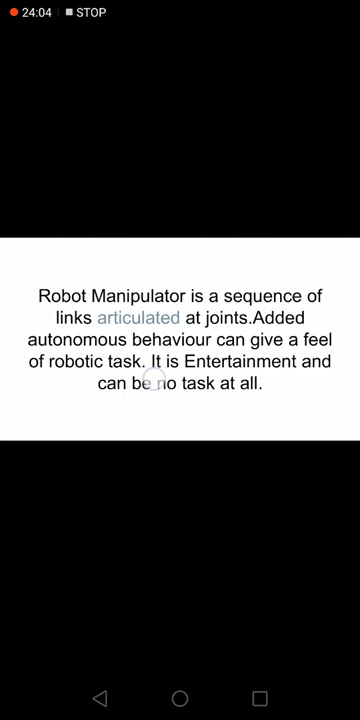 24:04 STOP
Robot Manipulator is a sequence of
links articulated at joints.Added
autonomous behaviour can give a feel
of robotic task. It is Entertainment and
can be no task at all.